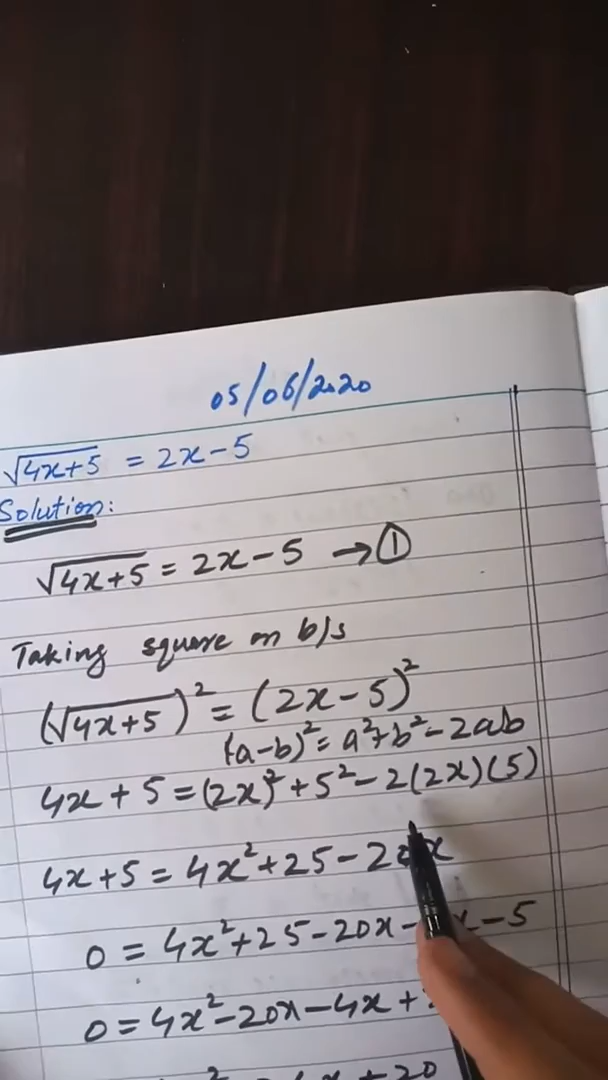 05/06/2020
√4x+5 = 2x-5
Solution:
√4x+5 = 2x-5 →①
Taking square on b/s
(√4x+5)² = (2x-5)²
(a-b)² = a²+b²-2ab
4x+5 = (2x)²+5²-2(2x)(5)
4x+5 = 4x²+25-20x
0 = 4x²+25-20x- x-5
0 = 4x²-20x-4x+